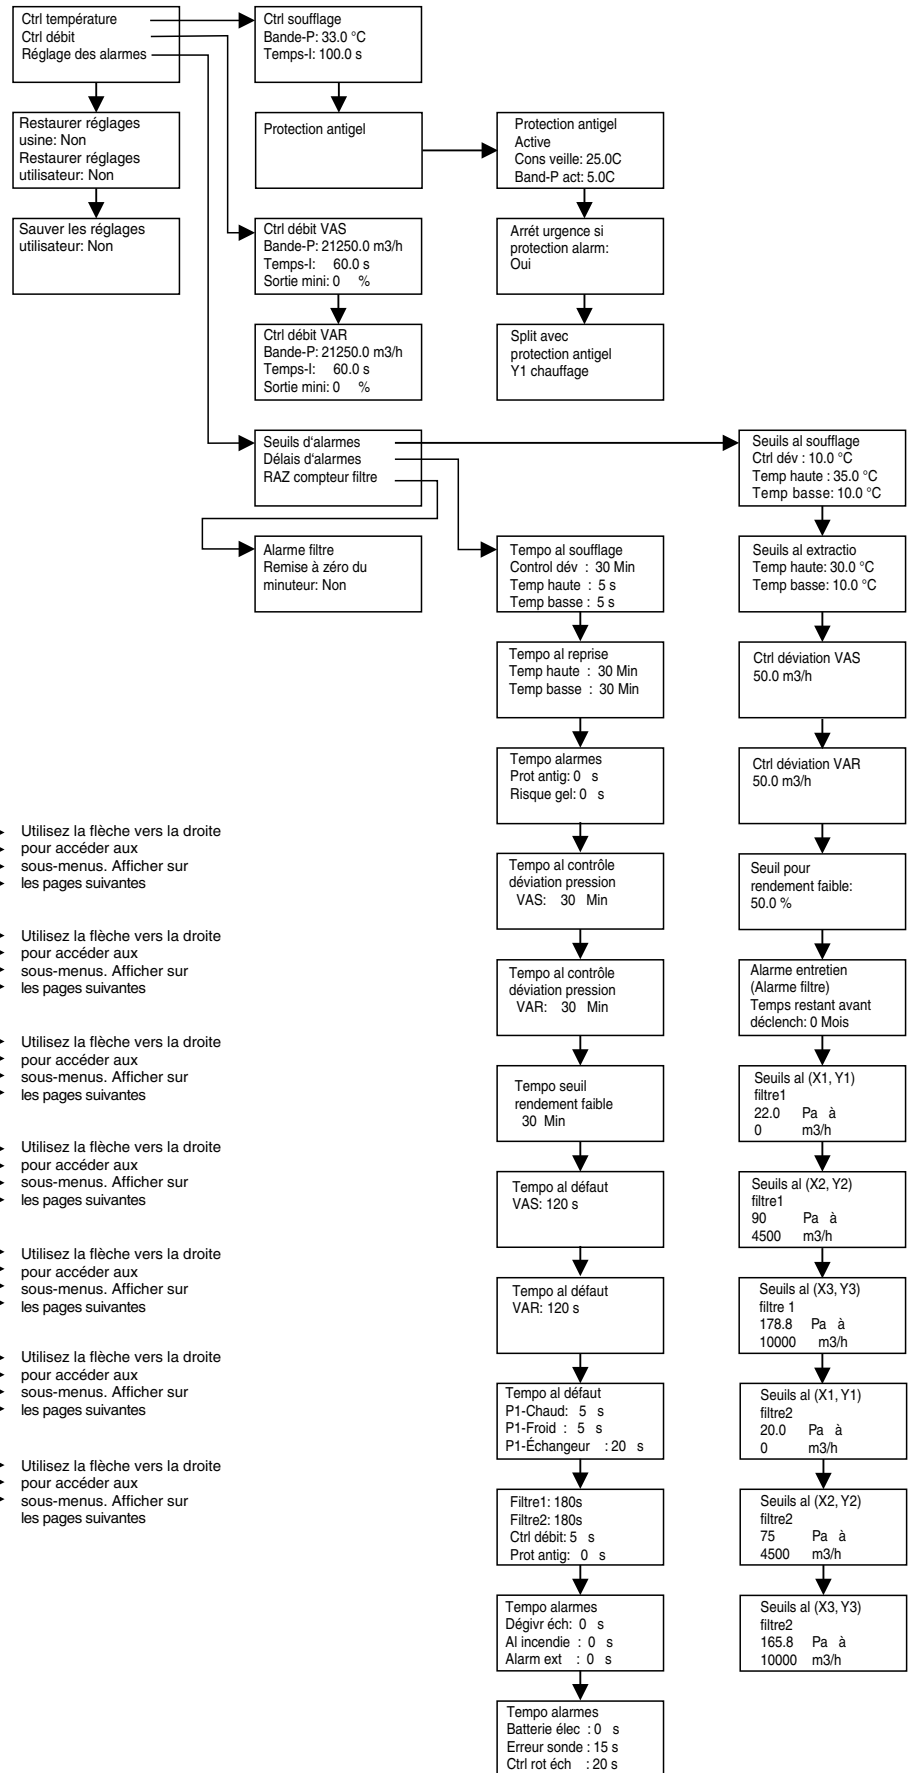 Ctrl température
Ctrl débit
Réglage des alarmes
Restaurer réglages
usine: Non
Restaurer réglages
utilisateur: Non
Sauver les réglages
utilisateur: Non
Ctrl soufflage
Bande-P: 33.0 °C
Temps-I: 100.0 s
Protection antigel
Protection antigel
Active
Cons veille: 25.0C
Band-P act: 5.0C
Arrét urgence si
protection alarm:
Oui
Split avec
protection antigel
Y1 chauffage
Ctrl débit VAS
Bande-P: 21250.0 m3/h
Temps-I: 60.0 s
Sortie mini: 0 %
Ctrl débit VAR
Bande-P: 21250.0 m3/h
Temps-I: 60.0 s
Sortie mini: 0 %
Seuils d'alarmes
Délais d'alarmes
RAZ compteur filtre
Alarme filtre
Remise à zéro du
minuteur: Non
Tempo al soufflage
Control dév : 30 Min
Temp haute : 5 s
Temp basse : 5 s
Tempo al reprise
Temp haute : 30 Min
Temp basse : 30 Min
Tempo alarmes
Prot antig: 0 s
Risque gel: 0 s
Tempo al contrôle
déviation pression
VAS: 30 Min
Tempo al contrôle
déviation pression
VAR: 30 Min
Tempo seuil
rendement faible
30 Min
Tempo al défaut
VAS: 120 s
Tempo al défaut
VAR: 120 s
Tempo al défaut
P1-Chaud: 5 s
P1-Froid : 5 s
P1-Échangeur : 20 s
Filtre1: 180s
Filtre2: 180s
Ctrl débit: 5 s
Prot antig: 0 s
Tempo alarmes
Dégivr éch: 0 s
Al incendie : 0 s
Alarm ext : 0 s
Tempo alarmes
Batterie élec : 0 s
Erreur sonde : 15 s
Ctrl rot éch : 20 s
Seuils al soufflage
Ctrl dév : 10.0 °C
Temp haute : 35.0 °C
Temp basse: 10.0 °C
Seuils al extractio
Temp haute: 30.0 °C
Temp basse: 10.0 °C
Ctrl déviation VAS
50.0 m3/h
Ctrl déviation VAR
50.0 m3/h
Seuil pour
rendement faible:
50.0 %
Alarme entretien
(Alarme filtre)
Temps restant avant
déclench: 0 Mois
Seuils al (X1, Y1)
filtre1
22.0 Pa à
0 m3/h
Seuils al (X2, Y2)
filtre1
90 Pa à
4500 m3/h
Seuils al (X3, Y3)
filtre 1
178.8 Pa à
10000 m3/h
Seuils al (X1, Y1)
filtre2
20.0 Pa à
0 m3/h
Seuils al (X2, Y2)
filtre2
75 Pa à
4500 m3/h
Seuils al (X3, Y3)
filtre2
165.8 Pa à
10000 m3/h
Utilisez la flèche vers la droite
pour accéder aux
sous-menus. Afficher sur
les pages suivantes
Utilisez la flèche vers la droite
pour accéder aux
sous-menus. Afficher sur
les pages suivantes
Utilisez la flèche vers la droite
pour accéder aux
sous-menus. Afficher sur
les pages suivantes
Utilisez la flèche vers la droite
pour accéder aux
sous-menus. Afficher sur
les pages suivantes
Utilisez la flèche vers la droite
pour accéder aux
sous-menus. Afficher sur
les pages suivantes
Utilisez la flèche vers la droite
pour accéder aux
sous-menus. Afficher sur
les pages suivantes
Utilisez la flèche vers la droite
pour accéder aux
sous-menus. Afficher sur
les pages suivantes